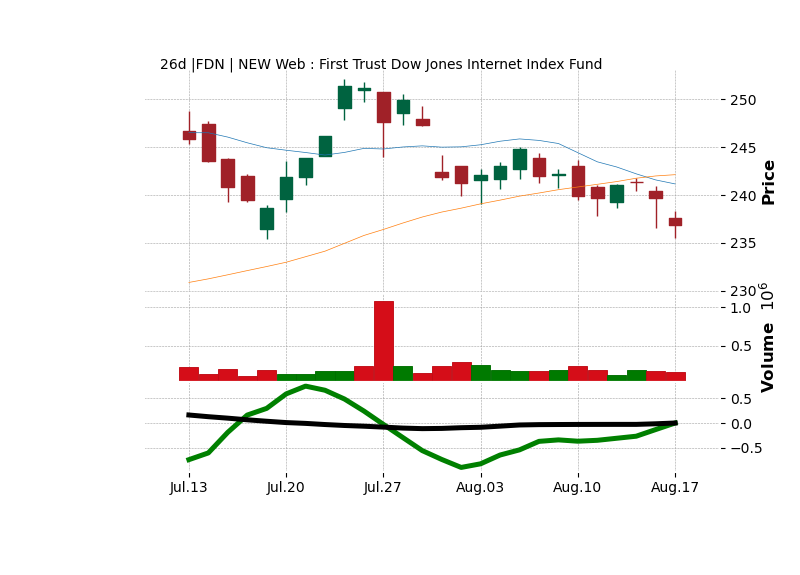 26d |FDN | NEW Web : First Trust Dow Jones Internet Index Fund
250
245
240
235
230
Price
10⁶
1.0
0.5
Volume
0.5
0.0
−0.5
Jul.13 Jul.20 Jul.27 Aug.03 Aug.10 Aug.17